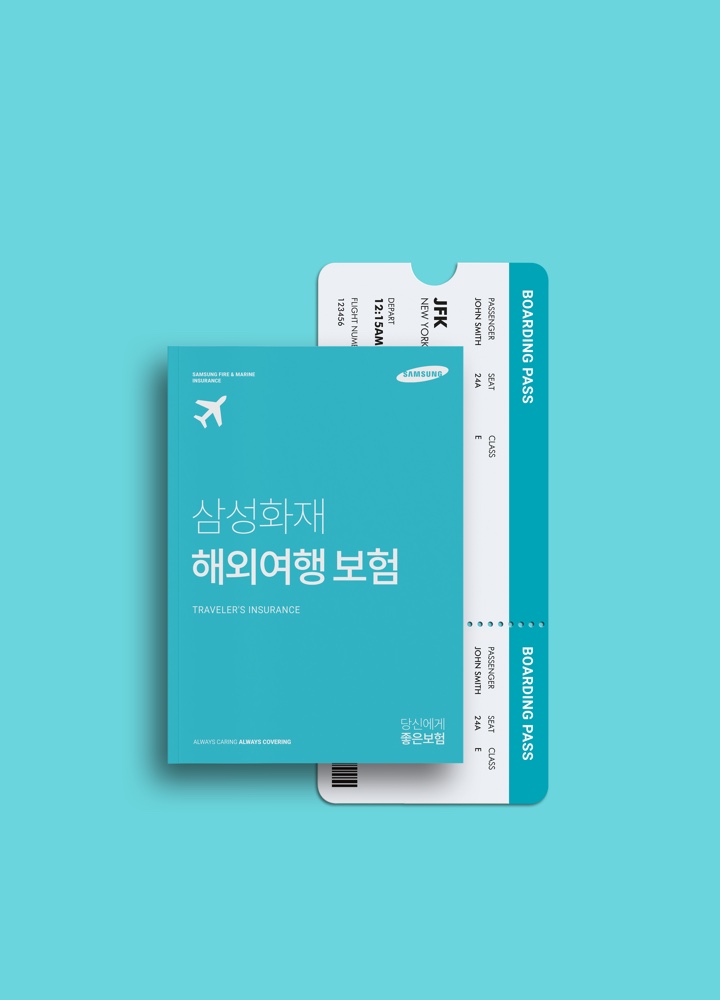 SAMSUNG FIRE & MARINE
INSURANCE
SAMSUNG
삼성화재
해외여행 보험
TRAVELER'S INSURANCE
ALWAYS CARING ALWAYS COVERING
당신에게
좋은보험
BOARDING PASS
PASSENGER
JOHN SMITH
SEAT
24A
CLASS
E
JFK
NEW YORK
DEPART
12:15AM
FLIGHT
123456
BOARDING PASS
PASSENGER
JOHN SMITH
SEAT
24A
CLASS
E